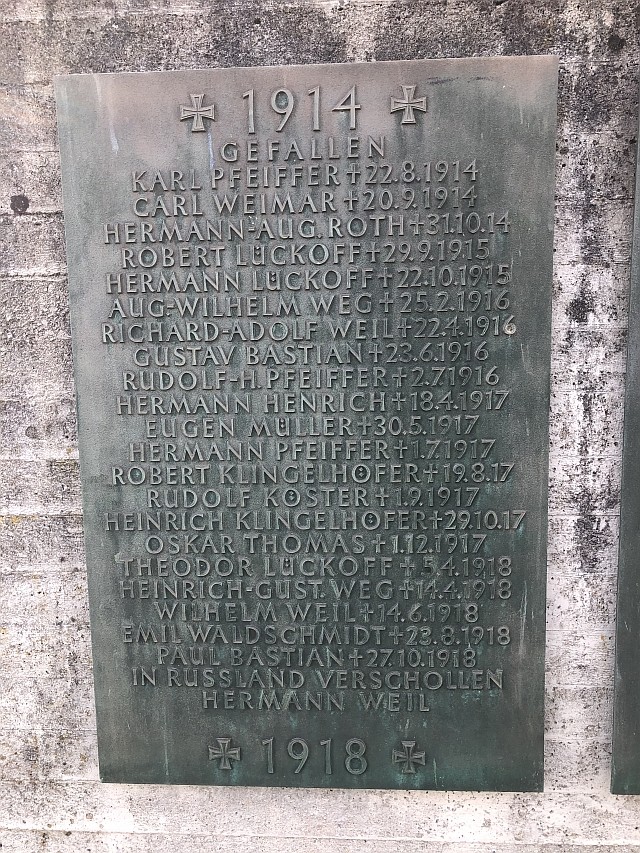 1914
GEFALLEN
KARL PFEIFFER † 22.8.1914
CARL WEIMAR † 20.9.1914
HERMANN-AUG. ROTH † 31.10.14
ROBERT LÜCKOFF † 29.9.1915
HERMANN LÜCKOFF † 22.10.1915
AUG.-WILHELM WEG † 25.2.1916
RICHARD-ADOLF WEIL † 22.4.1916
GUSTAV BASTIAN † 23.6.1916
RUDOLF-H. PFEIFFER † 2.7.1916
HERMANN HENRICH † 18.4.1917
EUGEN MÜLLER † 30.5.1917
HERMANN PFEIFFER † 1.7.1917
ROBERT KLINGELHÖFER † 19.8.17
RUDOLF KÖSTER † 1.9.1917
HEINRICH KLINGELHÖFER † 29.10.17
OSKAR THOMAS † 1.12.1917
THEODOR LÜCKOFF † 5.4.1918
HEINRICH-GUST. WEG † 14.4.1918
WILHELM WEIL † 14.6.1918
EMIL WALDSCHMIDT † 23.8.1918
PAUL BASTIAN † 27.10.1918
IN RUSSLAND VERSCHOLLEN
HERMANN WEIL
1918